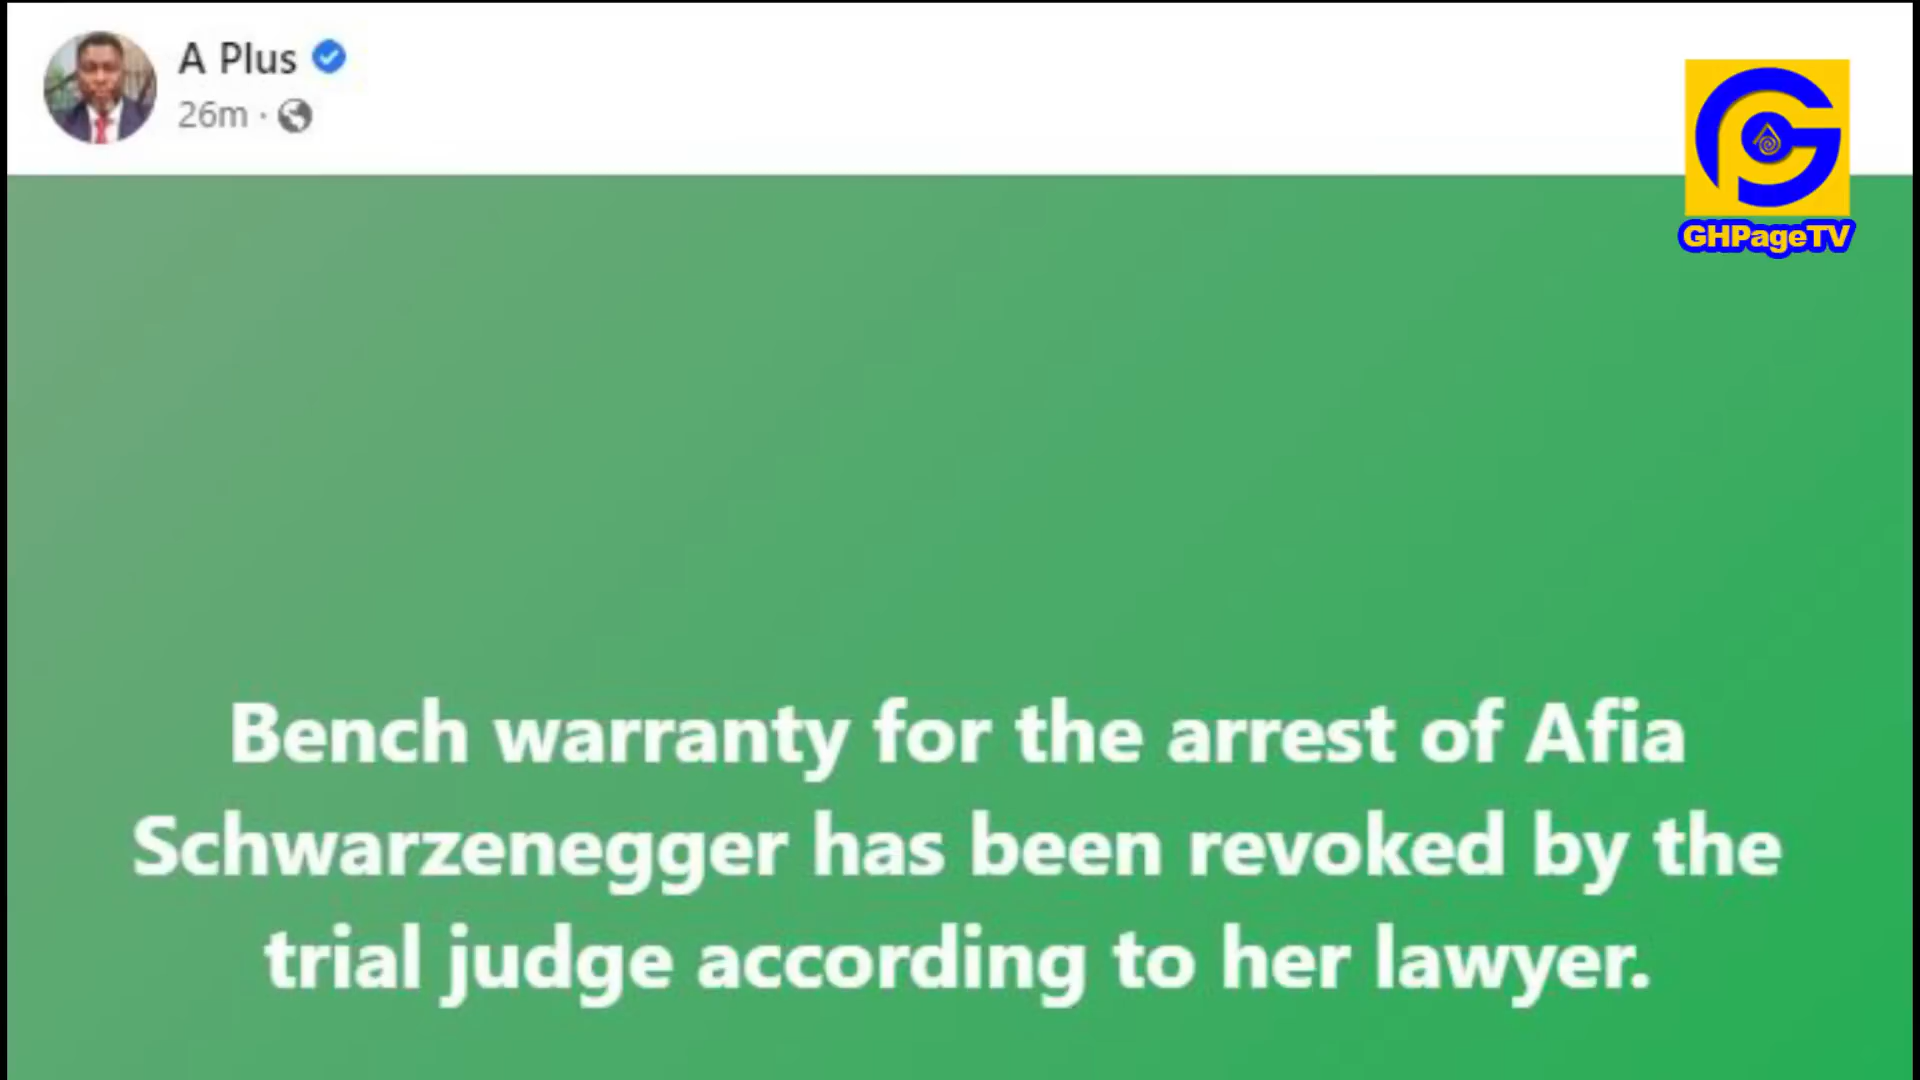 A Plus
26m ·
GHPageTV
Bench warranty for the arrest of Afia
Schwarzenegger has been revoked by the
trial judge according to her lawyer.